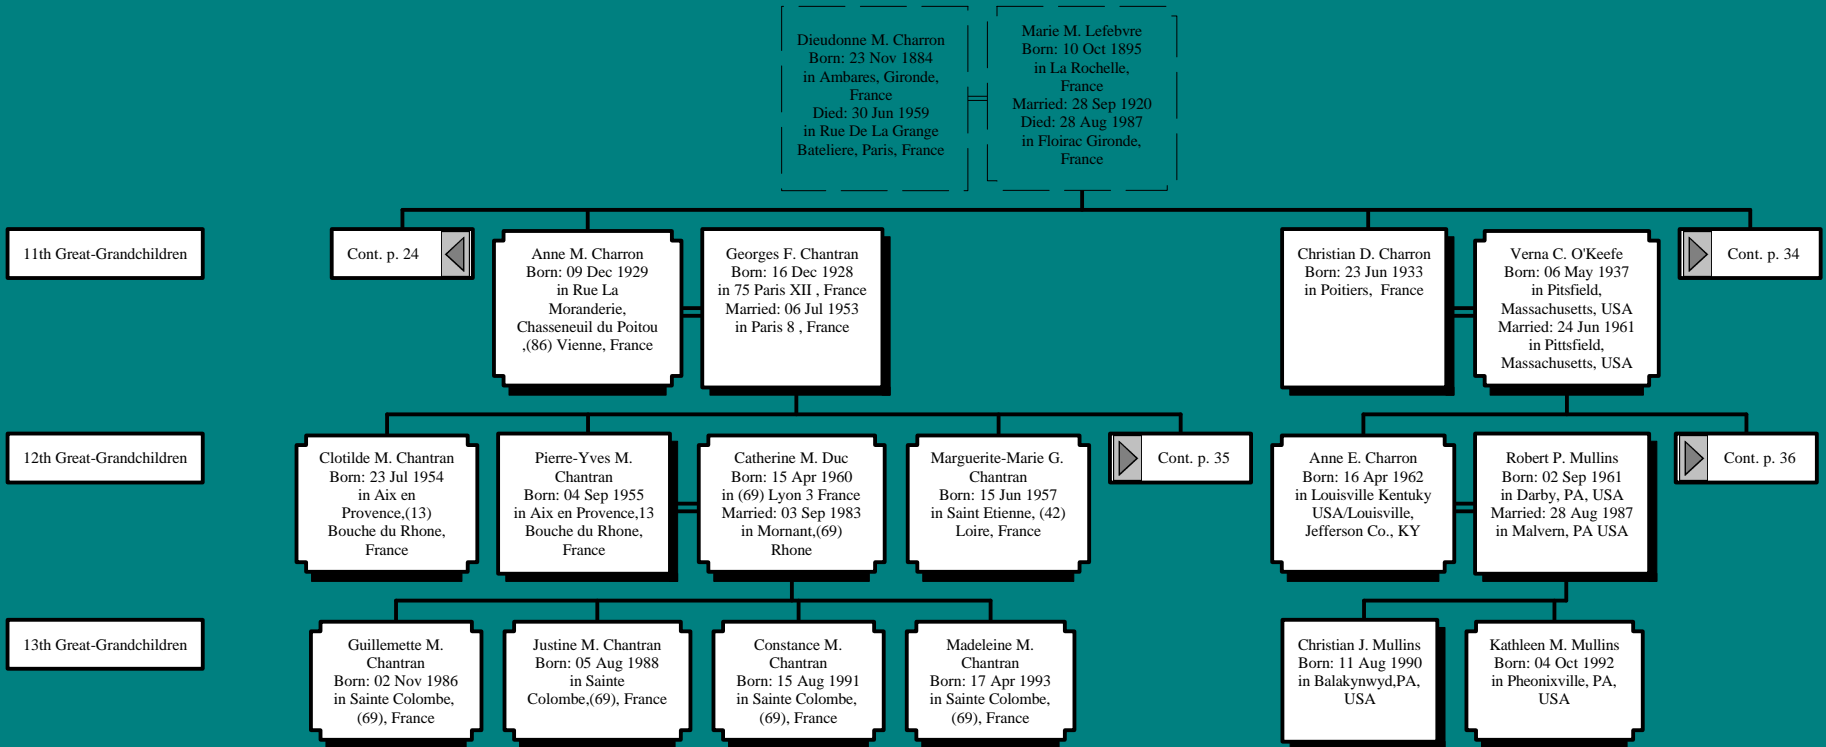 Dieudonne M. Charron
Born: 23 Nov 1884
in Ambares, Gironde,
France
Died: 30 Jun 1959
in Rue De La Grange
Bateliere, Paris, France
Marie M. Lefebvre
Born: 10 Oct 1895
in La Rochelle,
France
Married: 28 Sep 1920
Died: 28 Aug 1987
in Floirac Gironde,
France
11th Great-Grandchildren
Cont. p. 24
Anne M. Charron
Born: 09 Dec 1929
in Rue La
Moranderie,
Chasseneuil du Poitou
,(86) Vienne, France
Georges F. Chantran
Born: 16 Dec 1928
in 75 Paris XII , France
Married: 06 Jul 1953
in Paris 8 , France
Christian D. Charron
Born: 23 Jun 1933
in Poitiers,  France
Verna C. O'Keefe
Born: 06 May 1937
in Pitsfield,
Massachusetts, USA
Married: 24 Jun 1961
in Pittsfield,
Massachusetts, USA
Cont. p. 34
12th Great-Grandchildren
Clotilde M. Chantran
Born: 23 Jul 1954
in Aix en
Provence,(13)
Bouche du Rhone,
France
Pierre-Yves M.
Chantran
Born: 04 Sep 1955
in Aix en Provence,13
Bouche du Rhone,
France
Catherine M. Duc
Born: 15 Apr 1960
in (69) Lyon 3 France
Married: 03 Sep 1983
in Mornant,(69)
Rhone
Marguerite-Marie G.
Chantran
Born: 15 Jun 1957
in Saint Etienne, (42)
Loire, France
Cont. p. 35
Anne E. Charron
Born: 16 Apr 1962
in Louisville Kentuky
USA/Louisville,
Jefferson Co., KY
Robert P. Mullins
Born: 02 Sep 1961
in Darby, PA, USA
Married: 28 Aug 1987
in Malvern, PA USA
Cont. p. 36
13th Great-Grandchildren
Guillemette M.
Chantran
Born: 02 Nov 1986
in Sainte Colombe,
(69), France
Justine M. Chantran
Born: 05 Aug 1988
in Sainte
Colombe,(69), France
Constance M.
Chantran
Born: 15 Aug 1991
in Sainte Colombe,
(69), France
Madeleine M.
Chantran
Born: 17 Apr 1993
in Sainte Colombe,
(69), France
Christian J. Mullins
Born: 11 Aug 1990
in Balakynwyd,PA,
USA
Kathleen M. Mullins
Born: 04 Oct 1992
in Pheonixville, PA,
USA